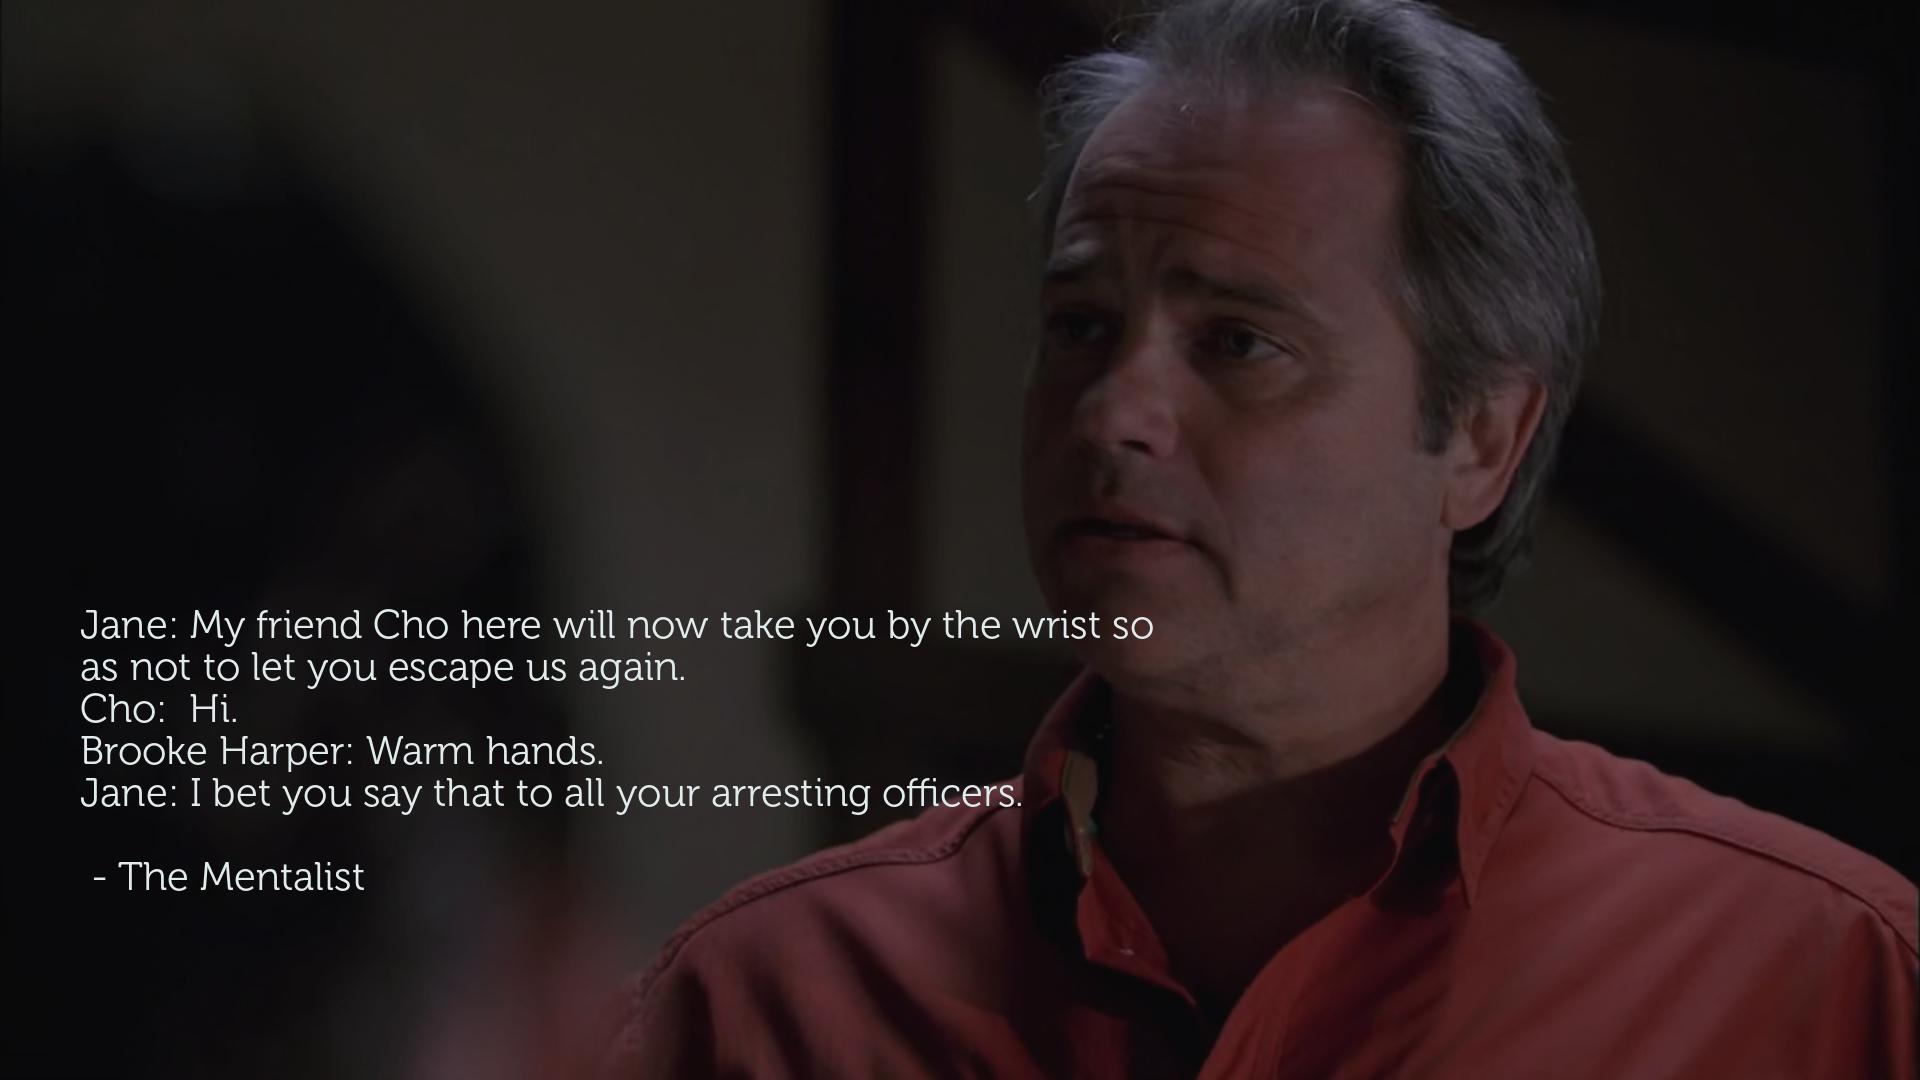 Jane: My friend Cho here will now take you by the wrist so
as not to let you escape us again.
Cho:  Hi.
Brooke Harper: Warm hands.
Jane: I bet you say that to all your arresting officers.
- The Mentalist